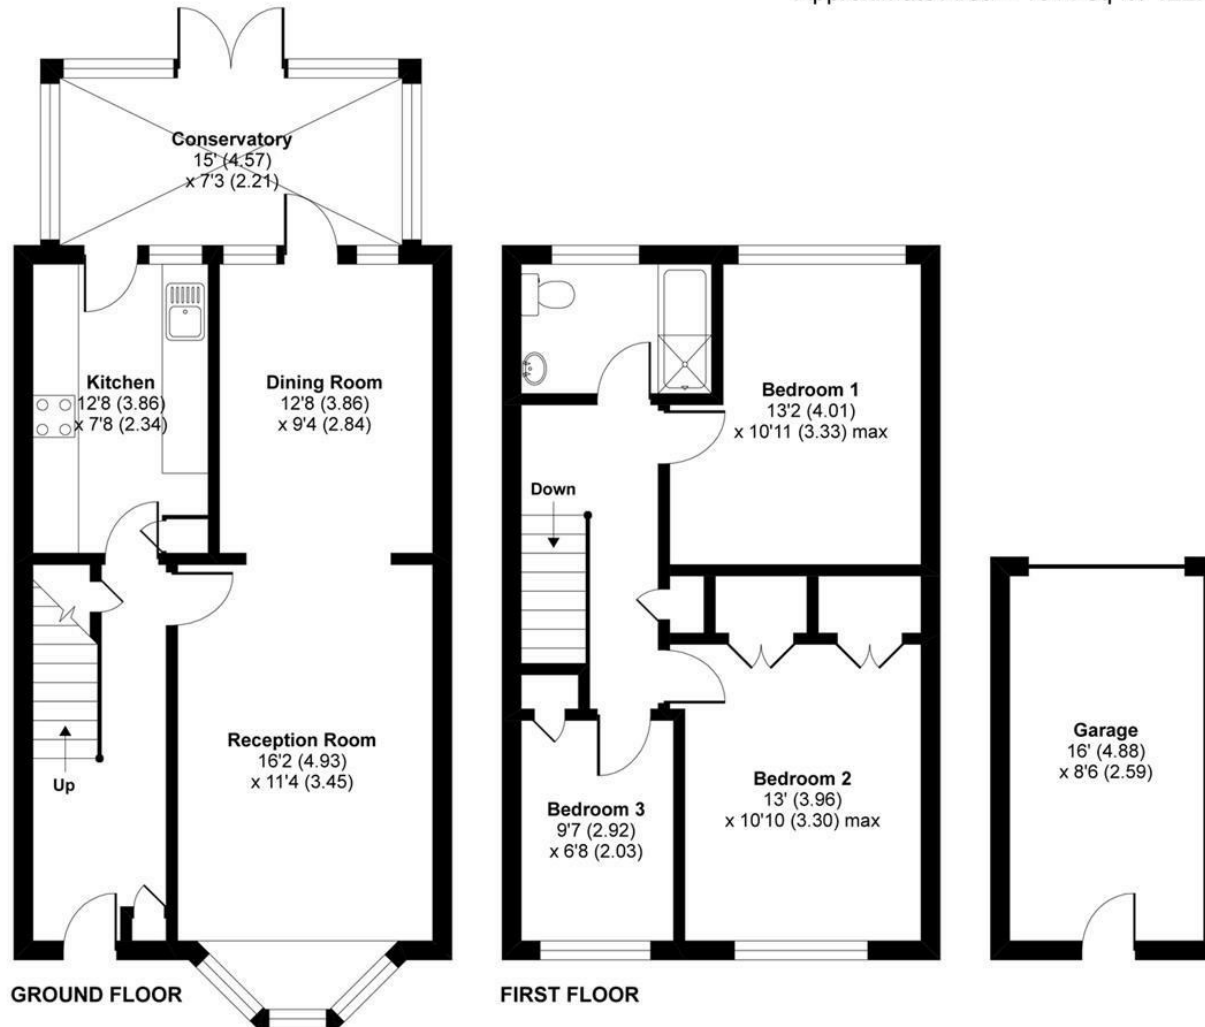 Conservatory
15' (4.57)
x 7'3 (2.21)
Kitchen
12'8 (3.86)
x 7'8 (2.34)
Dining Room
12'8 (3.86)
x 9'4 (2.84)
Reception Room
16'2 (4.93)
x 11'4 (3.45)
Up
GROUND FLOOR
Bedroom 1
13'2 (4.01)
x 10'11 (3.33) max
Down
Bedroom 2
13' (3.96)
x 10'10 (3.30) max
Bedroom 3
9'7 (2.92)
x 6'8 (2.03)
FIRST FLOOR
Garage
16' (4.88)
x 8'6 (2.59)